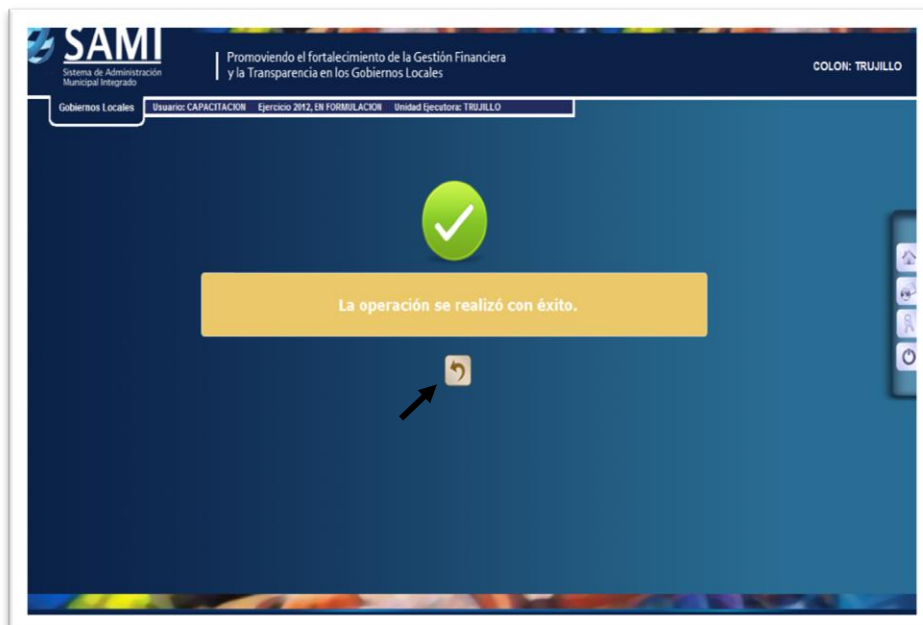 SAMI
Sistema de Administración
Municipal Integrado
Promoviendo el fortalecimiento de la Gestión Financiera
y la Transparencia en los Gobiernos Locales
COLON: TRUJILLO
Gobiernos Locales
Usuario: CAPACITACION Ejercicio 2012, EN FORMULACION Unidad Ejecutora: TRUJILLO
La operación se realizó con éxito.